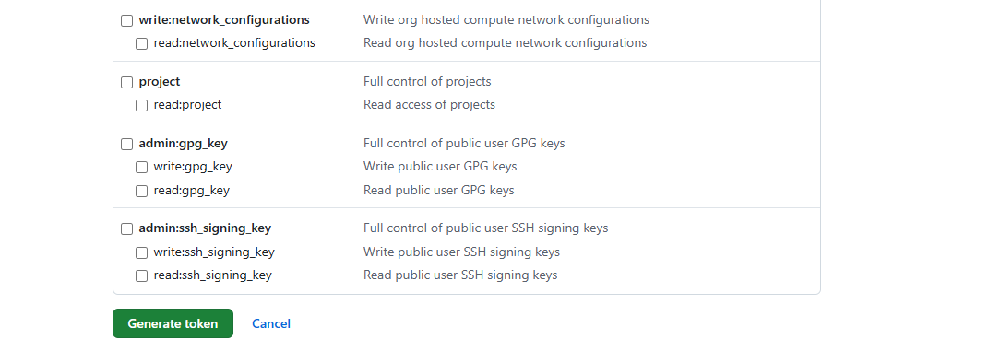 write:network_configurations Write org hosted compute network configurations
read:network_configurations Read org hosted compute network configurations
project Full control of projects
read:project Read access of projects
admin:gpg_key Full control of public user GPG keys
write:gpg_key Write public user GPG keys
read:gpg_key Read public user GPG keys
admin:ssh_signing_key Full control of public user SSH signing keys
write:ssh_signing_key Write public user SSH signing keys
read:ssh_signing_key Read public user SSH signing keys
Generate token Cancel